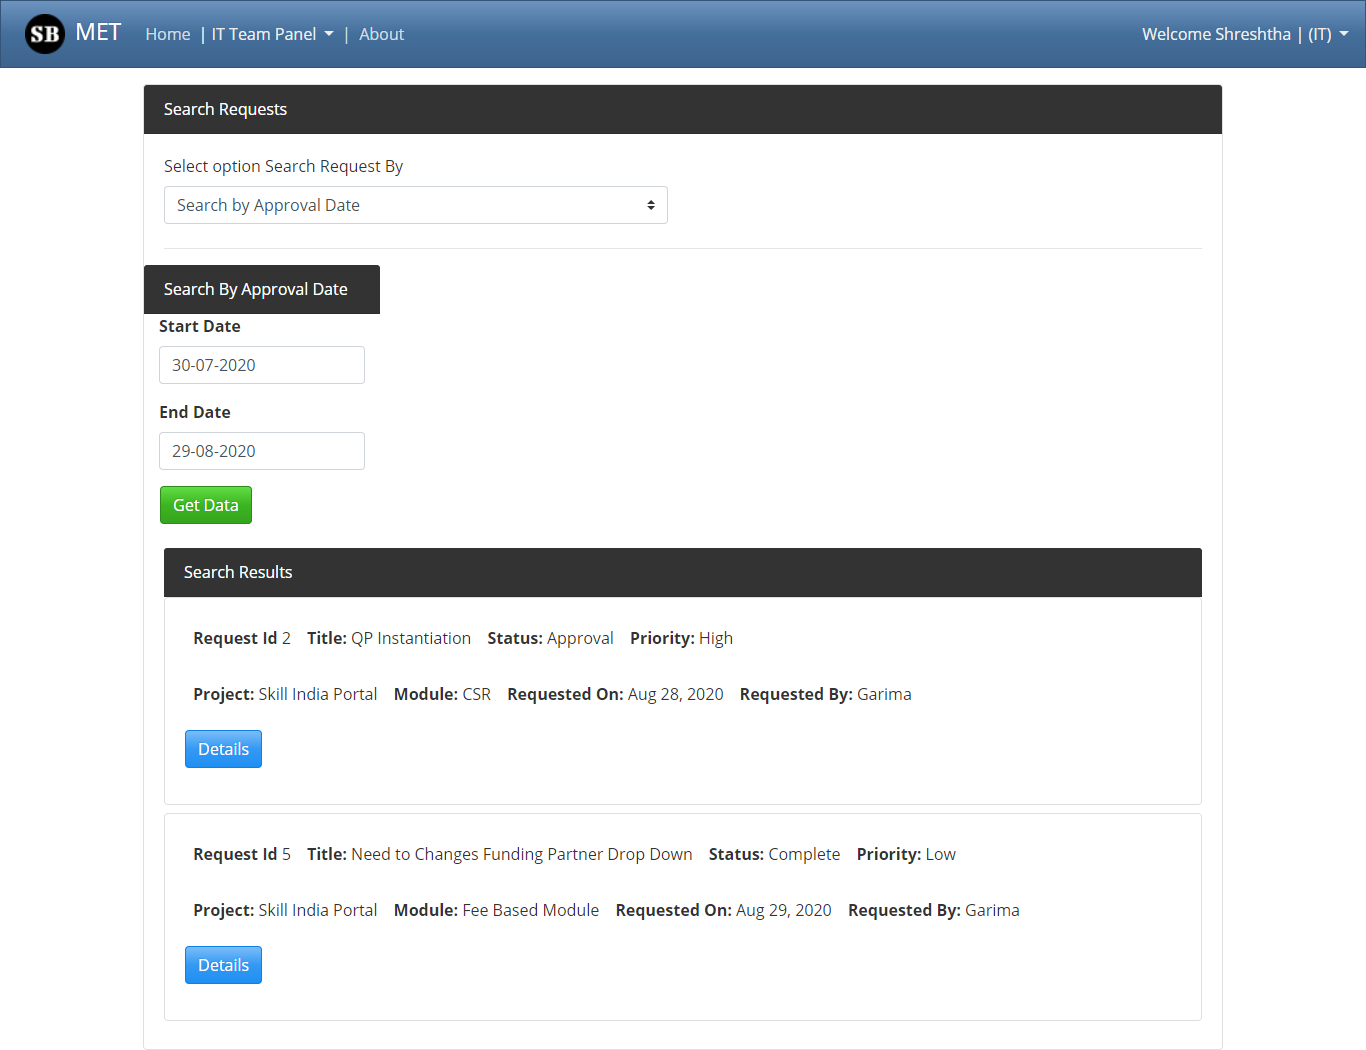 SB MET Home | IT Team Panel | About Welcome Shreshtha | (IT)
Search Requests
Select option Search Request By
Search by Approval Date
Search By Approval Date
Start Date
30-07-2020
End Date
29-08-2020
Get Data
Search Results
Request Id 2 Title: QP Instantiation Status: Approval Priority: High
Project: Skill India Portal Module: CSR Requested On: Aug 28, 2020 Requested By: Garima
Details
Request Id 5 Title: Need to Changes Funding Partner Drop Down Status: Complete Priority: Low
Project: Skill India Portal Module: Fee Based Module Requested On: Aug 29, 2020 Requested By: Garima
Details